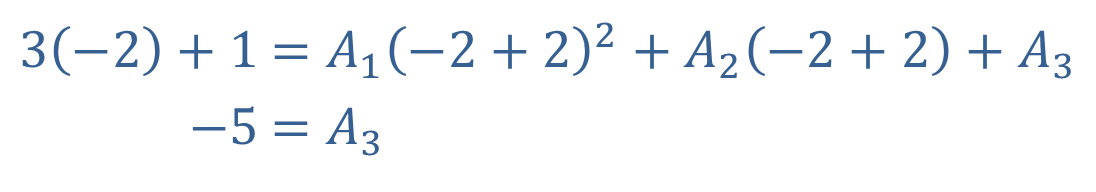 3(−2) + 1 = A₁(−2 + 2)² + A₂(−2 + 2) + A₃
−5 = A₃